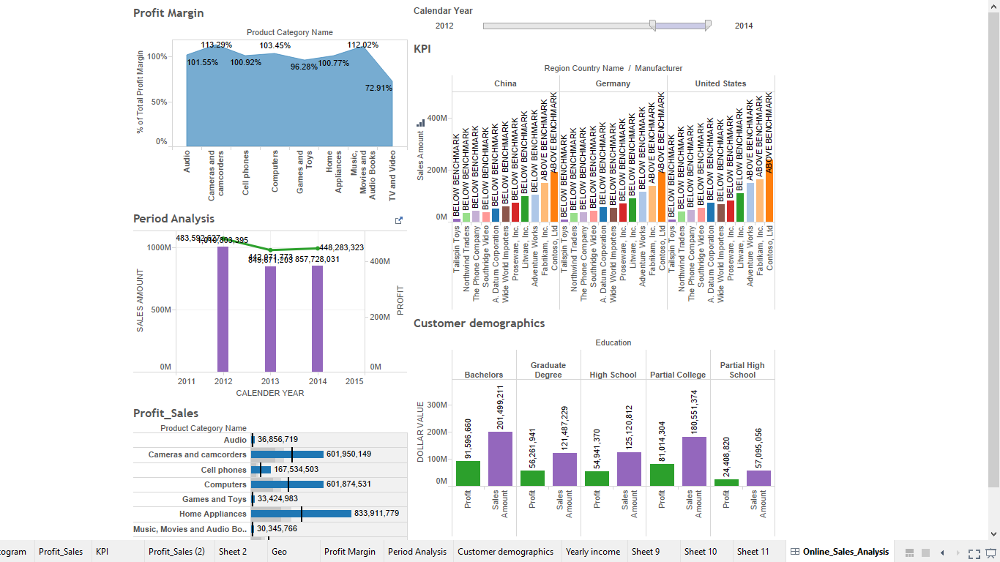 Profit Margin
Product Category Name
% of Total Profit Margin
100%
50%
0%
101.55%
113.29%
100.92%
103.45%
96.28%
100.77%
112.02%
72.91%
Audio
Cameras and camcorders
Cell phones
Computers
Games and Toys
Home Appliances
Music, Movies and Audio Books
TV and Video
Calendar Year
2012
2014
KPI
Region Country Name / Manufacturer
China
Germany
United States
Sales Amount
400M
200M
0M
BELOW BENCHMARK
BELOW BENCHMARK
BELOW BENCHMARK
BELOW BENCHMARK
BELOW BENCHMARK
BELOW BENCHMARK
BELOW BENCHMARK
BELOW BENCHMARK
BELOW BENCHMARK
ABOVE BENCHMARK
ABOVE BENCHMARK
BELOW BENCHMARK
BELOW BENCHMARK
BELOW BENCHMARK
BELOW BENCHMARK
BELOW BENCHMARK
BELOW BENCHMARK
BELOW BENCHMARK
BELOW BENCHMARK
BELOW BENCHMARK
ABOVE BENCHMARK
ABOVE BENCHMARK
BELOW BENCHMARK
BELOW BENCHMARK
BELOW BENCHMARK
BELOW BENCHMARK
BELOW BENCHMARK
BELOW BENCHMARK
BELOW BENCHMARK
BELOW BENCHMARK
ABOVE BENCHMARK
ABOVE BENCHMARK
ABOVE BENCHMARK
Tailspin Toys
Northwind Traders
The Phone Company
Southridge Video
A. Datum Corporation
Wide World Importers
Proseware, Inc.
Litware, Inc.
Adventure Works
Fabrikam, Inc.
Contoso, Ltd
Tailspin Toys
Northwind Traders
The Phone Company
Southridge Video
A. Datum Corporation
Wide World Importers
Proseware, Inc.
Litware, Inc.
Adventure Works
Fabrikam, Inc.
Contoso, Ltd
Tailspin Toys
Northwind Traders
The Phone Company
Southridge Video
A. Datum Corporation
Wide World Importers
Proseware, Inc.
Litware, Inc.
Adventure Works
Fabrikam, Inc.
Contoso, Ltd
Period Analysis
SALES AMOUNT
1000M
500M
0M
483,592,627
448,283,323
857,728,031
400M
200M
0M
PROFIT
2011
2012
2013
2014
2015
CALENDER YEAR
Customer demographics
Education
Bachelors
Graduate Degree
High School
Partial College
Partial High School
DOLLAR VALUE
300M
200M
100M
0M
91,596,660
201,499,211
56,261,941
121,487,229
54,941,370
125,120,812
81,014,304
180,551,374
24,408,820
57,095,056
Profit
Sales Amount
Profit
Sales Amount
Profit
Sales Amount
Profit
Sales Amount
Profit
Sales Amount
Profit_Sales
Product Category Name
Audio 36,856,719
Cameras and camcorders 601,950,149
Cell phones 167,534,503
Computers 601,874,531
Games and Toys 33,424,983
Home Appliances 833,911,779
Music, Movies and Audio Bo.. 30,345,766
togram Profit_Sales KPI Profit_Sales (2) Sheet 2 Geo Profit Margin Period Analysis Customer demographics Yearly income Sheet 9 Sheet 10 Sheet 11 Online_Sales_Analysis